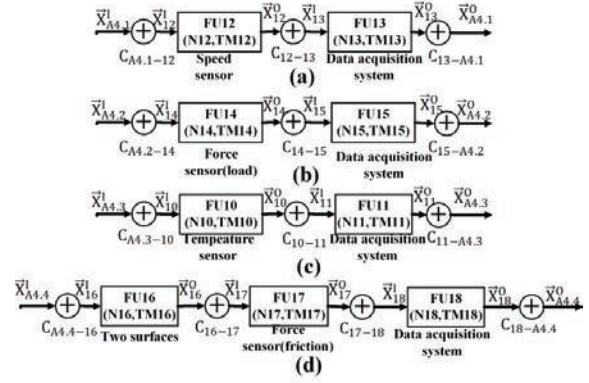 X⃗ᴵA4.1 X⃗ᴵ12 FU12 (N12,TM12) X⃗ᴼ12 X⃗ᴵ13 FU13 (N13,TM13) X⃗ᴼ13 X⃗ᴼA4.1
CA4.1−12 Speed sensor C12−13 Data acquisition system C13−A4.1
(a)
X⃗ᴵA4.2 X⃗ᴵ14 FU14 (N14,TM14) X⃗ᴼ14 X⃗ᴵ15 FU15 (N15,TM15) X⃗ᴼ15 X⃗ᴼA4.2
CA4.2−14 Force sensor(load) C14−15 Data acquisition system C15−A4.2
(b)
X⃗ᴵA4.3 X⃗ᴵ10 FU10 (N10,TM10) X⃗ᴼ10 X⃗ᴵ11 FU11 (N11,TM11) X⃗ᴼ11 X⃗ᴼA4.3
CA4.3−10 Tempeature sensor C10−11 Data acquisition system C11−A4.3
(c)
X⃗ᴵA4.4 X⃗ᴵ16 FU16 (N16,TM16) X⃗ᴼ16 X⃗ᴵ17 FU17 (N17,TM17) X⃗ᴼ17 X⃗ᴵ18 FU18 (N18,TM18) X⃗ᴼ18 X⃗ᴼA4.4
CA4.4−16 Two surfaces C16−17 Force sensor(friction) C17−18 Data acquisition system C18−A4.4
(d)